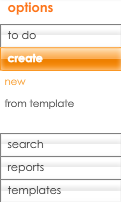 options
to do
create
new
from template
search
reports
templates